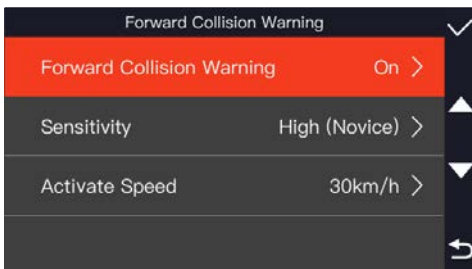 Forward Collision Warning
Forward Collision Warning On
Sensitivity High (Novice)
Activate Speed 30km/h